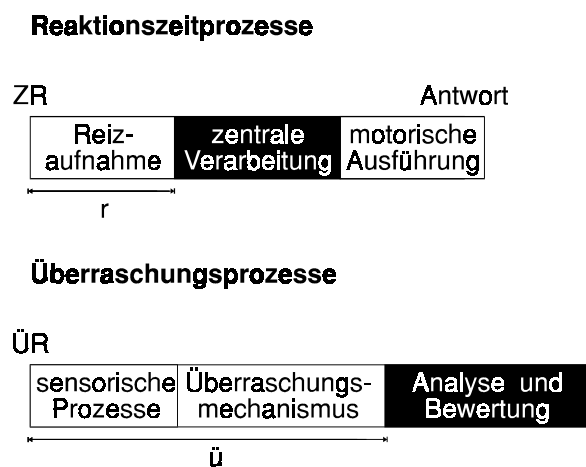 Reaktionszeitprozesse
ZR Antwort
Reiz- zentrale motorische
aufnahme Verarbeitung Ausführung
r
Überraschungsprozesse
ÜR
sensorische Überraschungs- Analyse und
Prozesse mechanismus Bewertung
ü